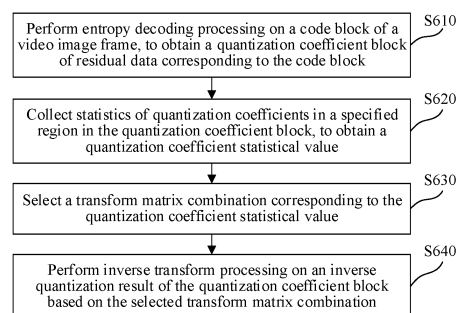 S610
Perform entropy decoding processing on a code block of a
video image frame, to obtain a quantization coefficient block
of residual data corresponding to the code block
S620
Collect statistics of quantization coefficients in a specified
region in the quantization coefficient block, to obtain a
quantization coefficient statistical value
S630
Select a transform matrix combination corresponding to the
quantization coefficient statistical value
S640
Perform inverse transform processing on an inverse
quantization result of the quantization coefficient block
based on the selected transform matrix combination